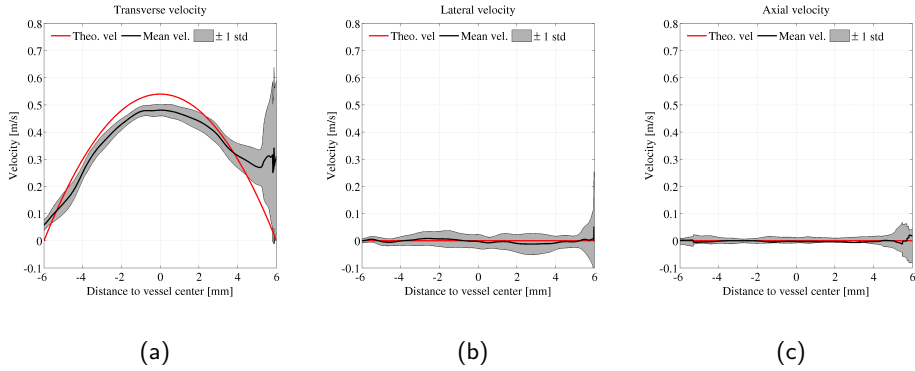 Transverse velocity
0.8
0.7
0.6
0.5
0.4
0.3
0.2
0.1
0
-0.1
Velocity [m/s]
Theo. vel Mean vel. ± 1 std
-6 -4 -2 0 2 4 6
Distance to vessel center [mm]
(a)
Lateral velocity
0.8
0.7
0.6
0.5
0.4
0.3
0.2
0.1
0
-0.1
Velocity [m/s]
Theo. vel Mean vel. ± 1 std
-6 -4 -2 0 2 4 6
Distance to vessel center [mm]
(b)
Axial velocity
0.8
0.7
0.6
0.5
0.4
0.3
0.2
0.1
0
-0.1
Velocity [m/s]
Theo. vel Mean vel. ± 1 std
-6 -4 -2 0 2 4 6
Distance to vessel center [mm]
(c)